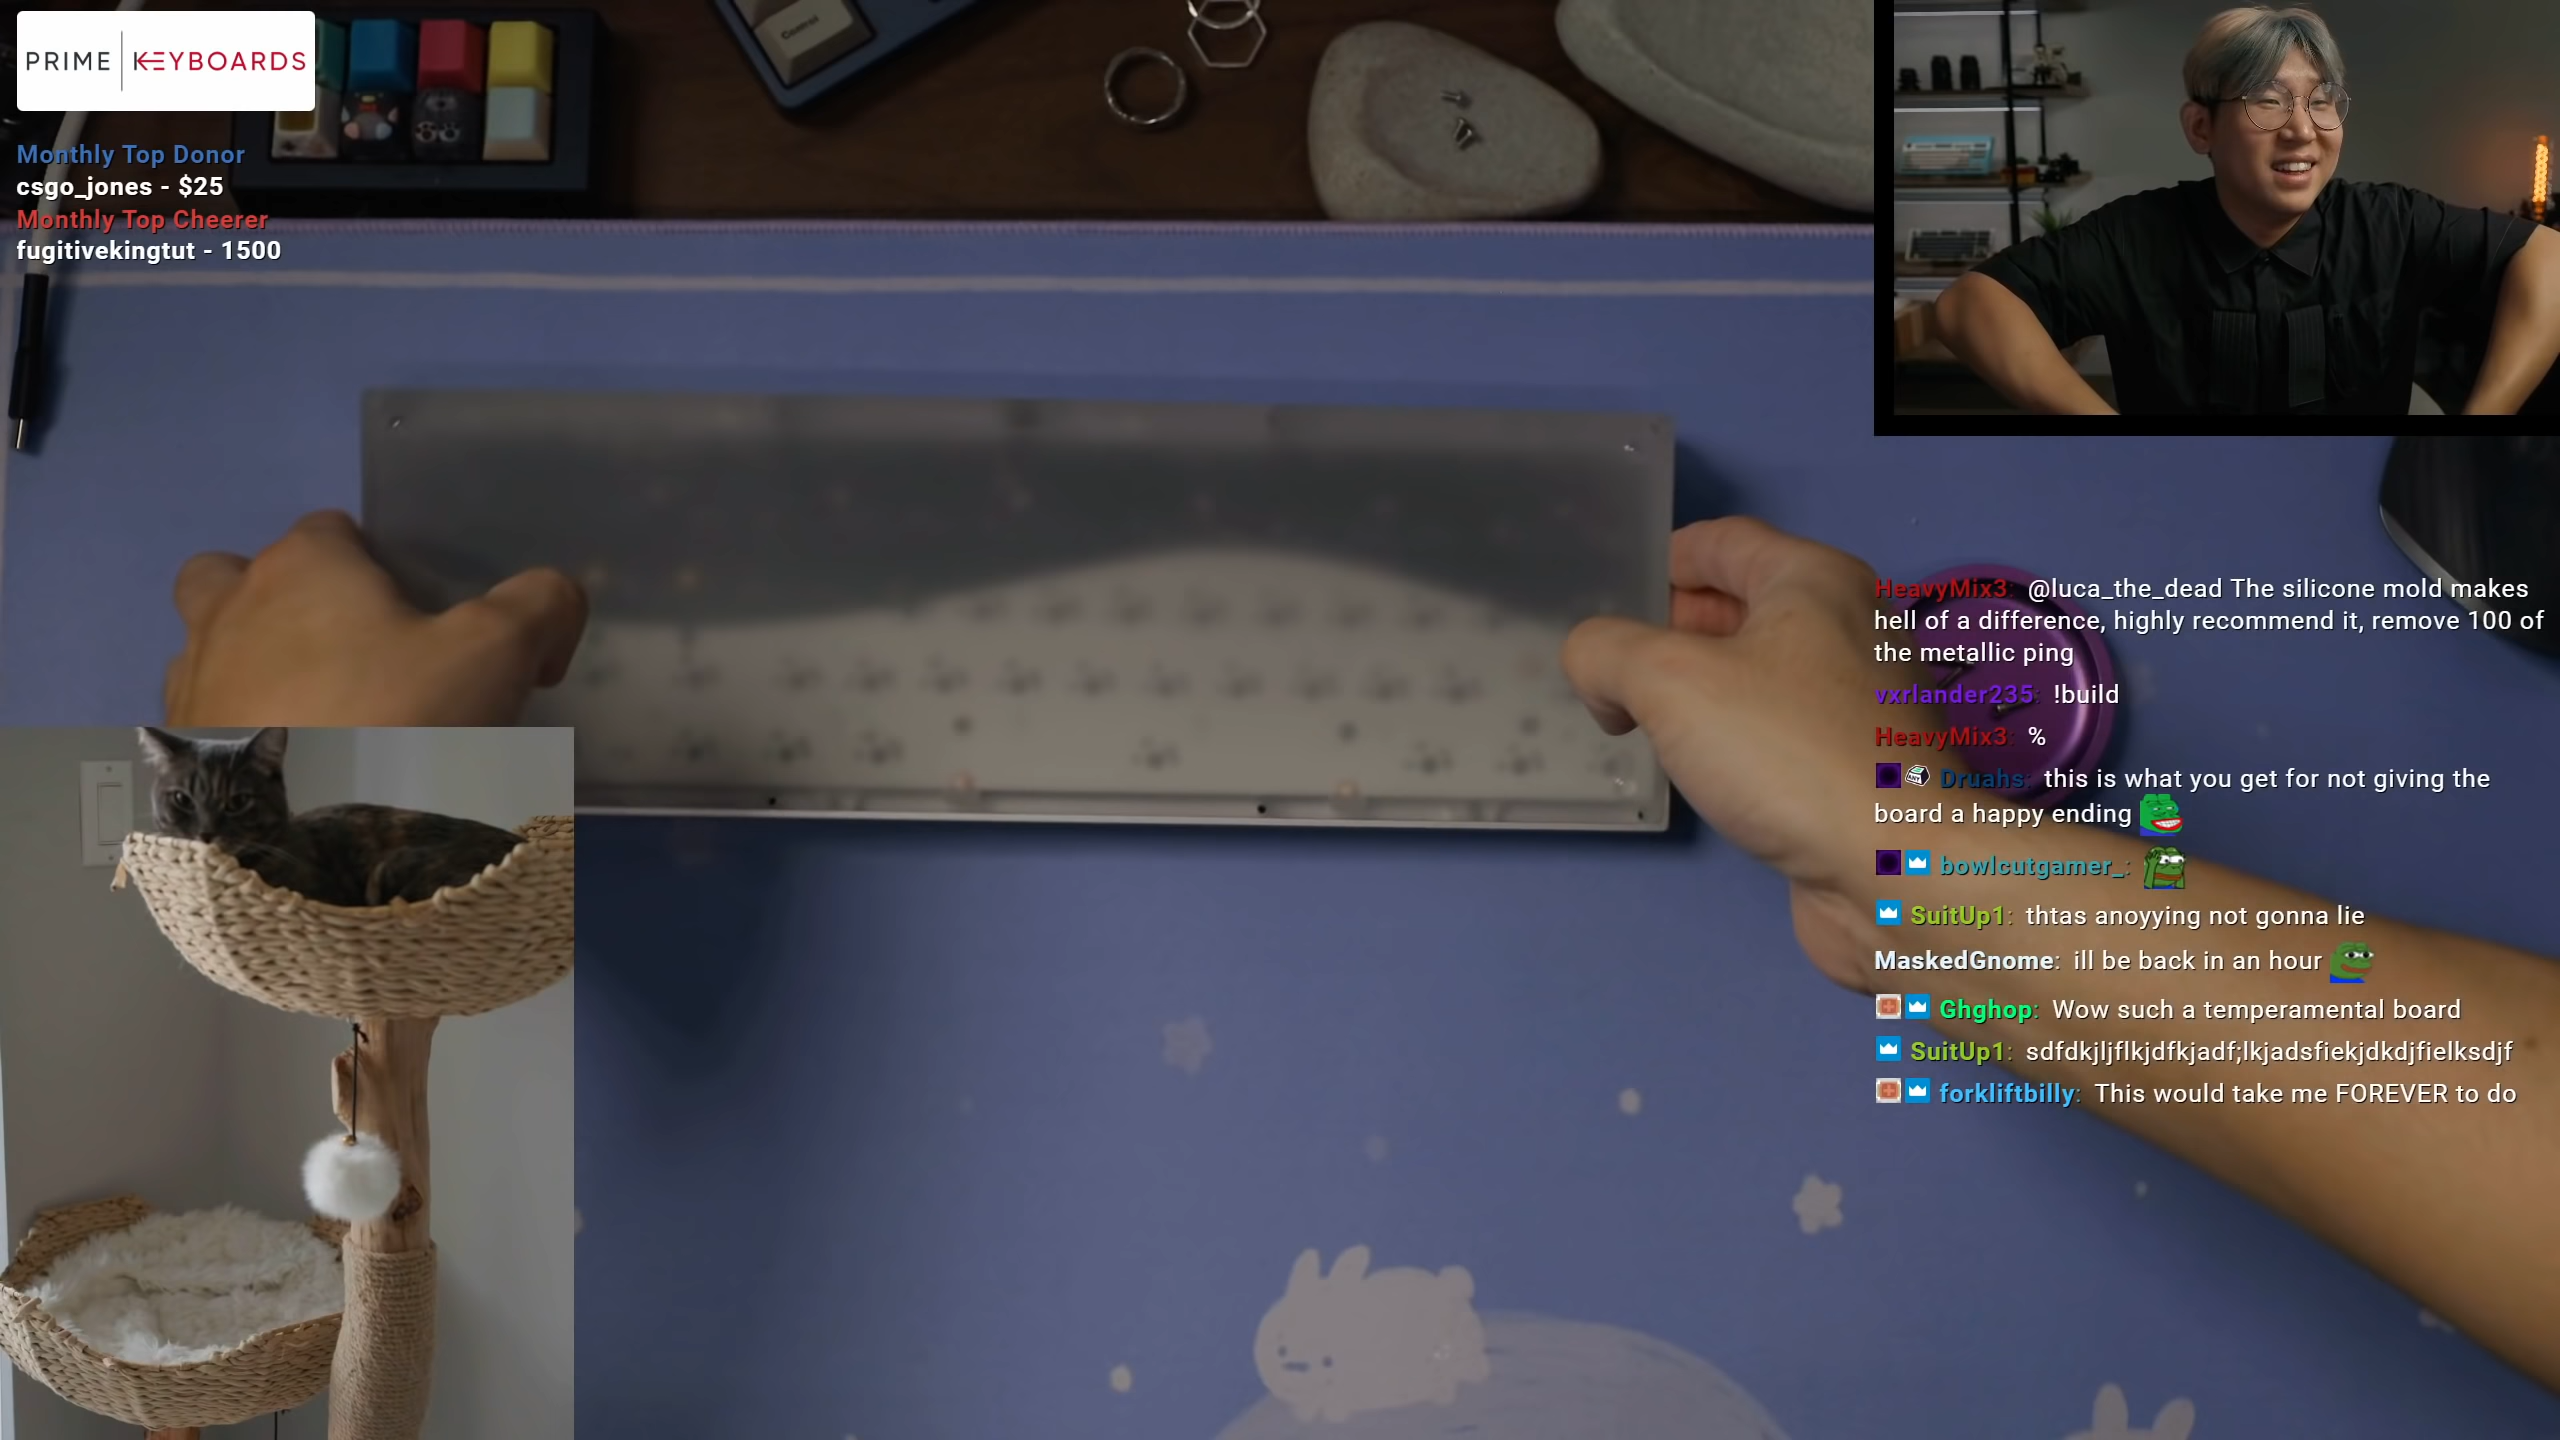 PRIME KEYBOARDS
Control
Monthly Top Donor
csgo_jones - $25
Monthly Top Cheerer
fugitivekingtut - 1500
HeavyMix3: @luca_the_dead The silicone mold makes
hell of a difference, highly recommend it, remove 100 of
the metallic ping
vxrlander235: !build
HeavyMix3: %
Druahs: this is what you get for not giving the
board a happy ending
bowlcutgamer_:
SuitUp1: thtas anoyying not gonna lie
MaskedGnome: ill be back in an hour
Ghghop: Wow such a temperamental board
SuitUp1: sdfdkjljflkjdfkjadf;lkjadsfiekjdkdjfielksdjf
forkliftbilly: This would take me FOREVER to do